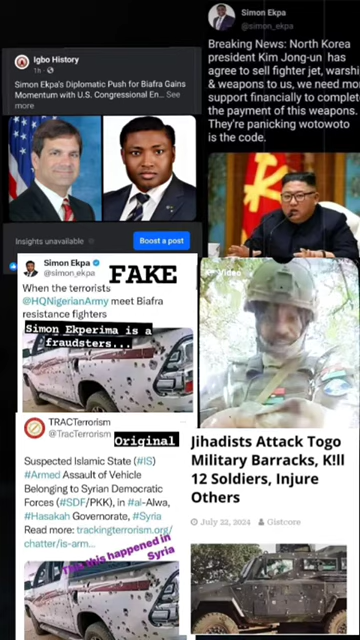 Igbo History
1h
Simon Ekpa's Diplomatic Push for Biafra Gains
Momentum with U.S. Congressional En... See
more
Insights unavailable
Boost a post
Simon Ekpa
@simon_ekpa
Breaking News: North Korea
president Kim Jong-un has
agree to sell fighter jet, warshi
& weapons to us, we need mo
support financially to complet
the payment of this weapons.
They're panicking wotowoto
is the code.
Simon Ekpa
@simon_ekpa
FAKE
When the terrorists
@HQNigerianArmy meet Biafra
resistance fighters
Simon Ekperima is a
fraudsters...
Video
TRACTerrorism
@TracTerrorism
Original
Suspected Islamic State (#IS)
#Armed Assault of Vehicle
Belonging to Syrian Democratic
Forces (#SDF/PKK), in #al-Alwa,
#Hasakah Governorate, #Syria
Read more: trackingterrorism.org/
chatter/is-arm...
this happened in
Syria
Jihadists Attack Togo
Military Barracks, K!ll
12 Soldiers, Injure
Others
July 22, 2024 Gistcore